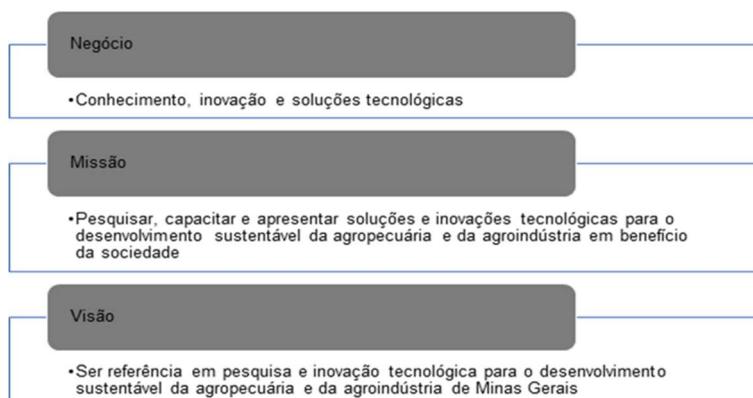 Negócio
•Conhecimento, inovação e soluções tecnológicas
Missão
•Pesquisar, capacitar e apresentar soluções e inovações tecnológicas para o
desenvolvimento sustentável da agropecuária e da agroindústria em benefício
da sociedade
Visão
•Ser referência em pesquisa e inovação tecnológica para o desenvolvimento
sustentável da agropecuária e da agroindústria de Minas Gerais